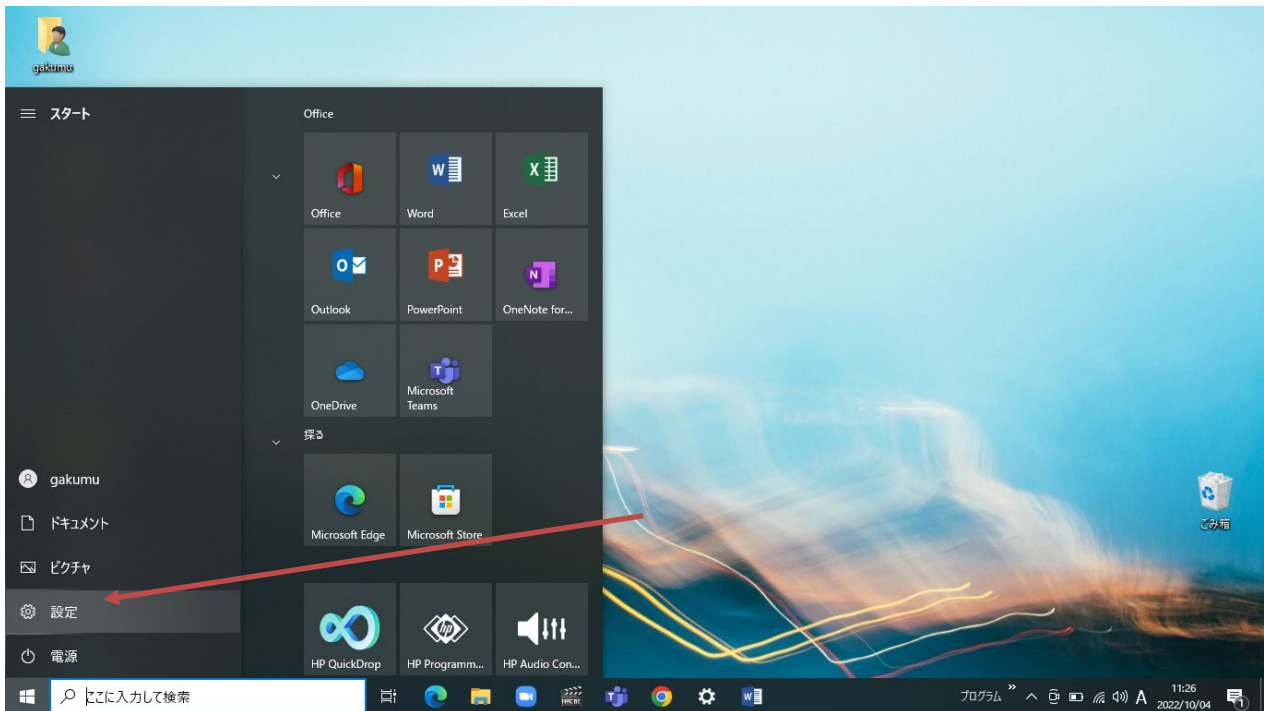 gakumu
スタート
Office
Office
Word
Excel
Outlook
PowerPoint
OneNote for...
OneDrive
Microsoft
Teams
探る
gakumu
ドキュメント
Microsoft Edge
Microsoft Store
ごみ箱
ピクチャ
設定
電源
HP QuickDrop
HP Programm...
HP Audio Con...
ここに入力して検索
プログラム
»
A
11:26
2022/10/04
1